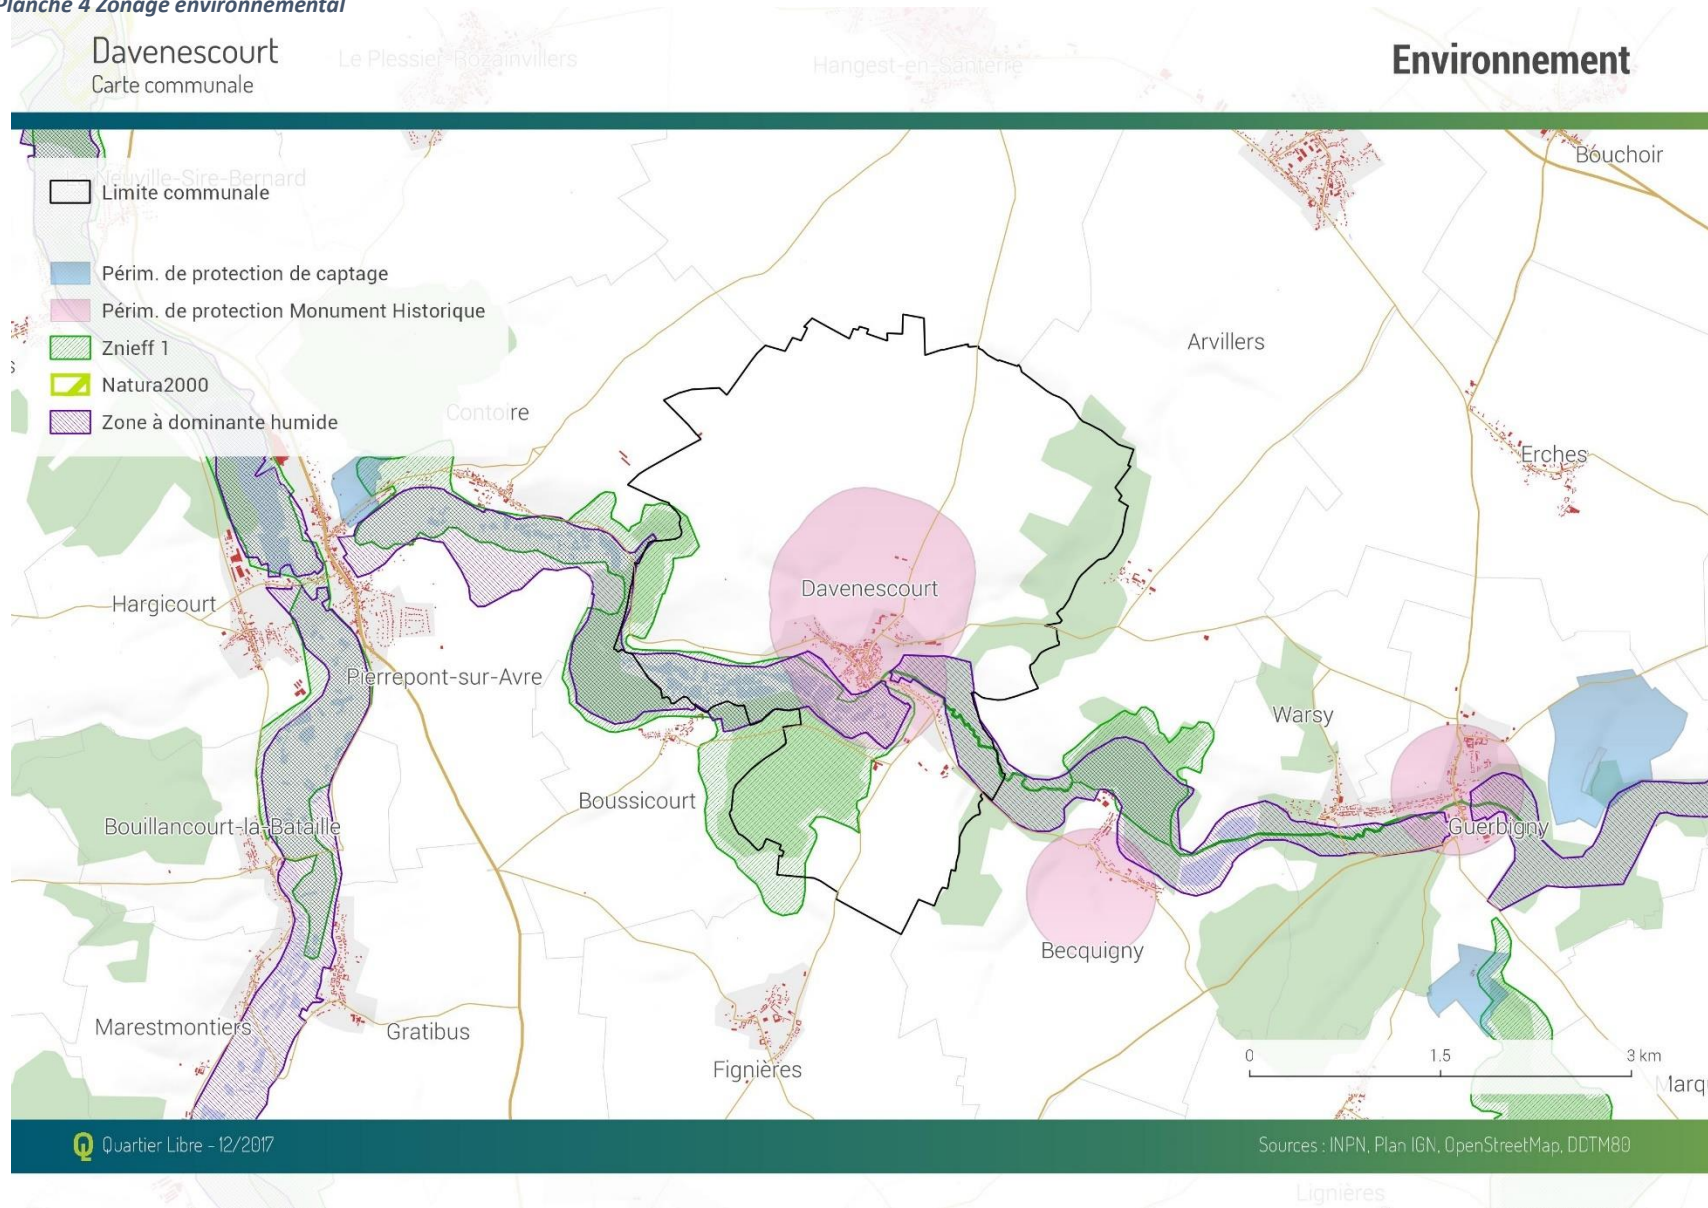 Planche 4 Zonage environnemental
Davenescourt
Carte communale
Environnement
Le Plessier-Rozainvillers
Hangest-en-Santerre
Bouchoir
Neuville-Sire-Bernard
Limite communale
Périm. de protection de captage
Périm. de protection Monument Historique
Znieff 1
Natura2000
Zone à dominante humide
Arvillers
Contoire
Erches
Davenescourt
Hargicourt
Pierrepont-sur-Avre
Warsy
Boussicourt
Bouillancourt-la-Bataille
Guerbigny
Becquigny
Marestmontiers
Gratibus
Fignières
0 1.5 3 km
Marq
Quartier Libre - 12/2017
Sources : INPN, Plan IGN, OpenStreetMap, DDTM80
Lignières